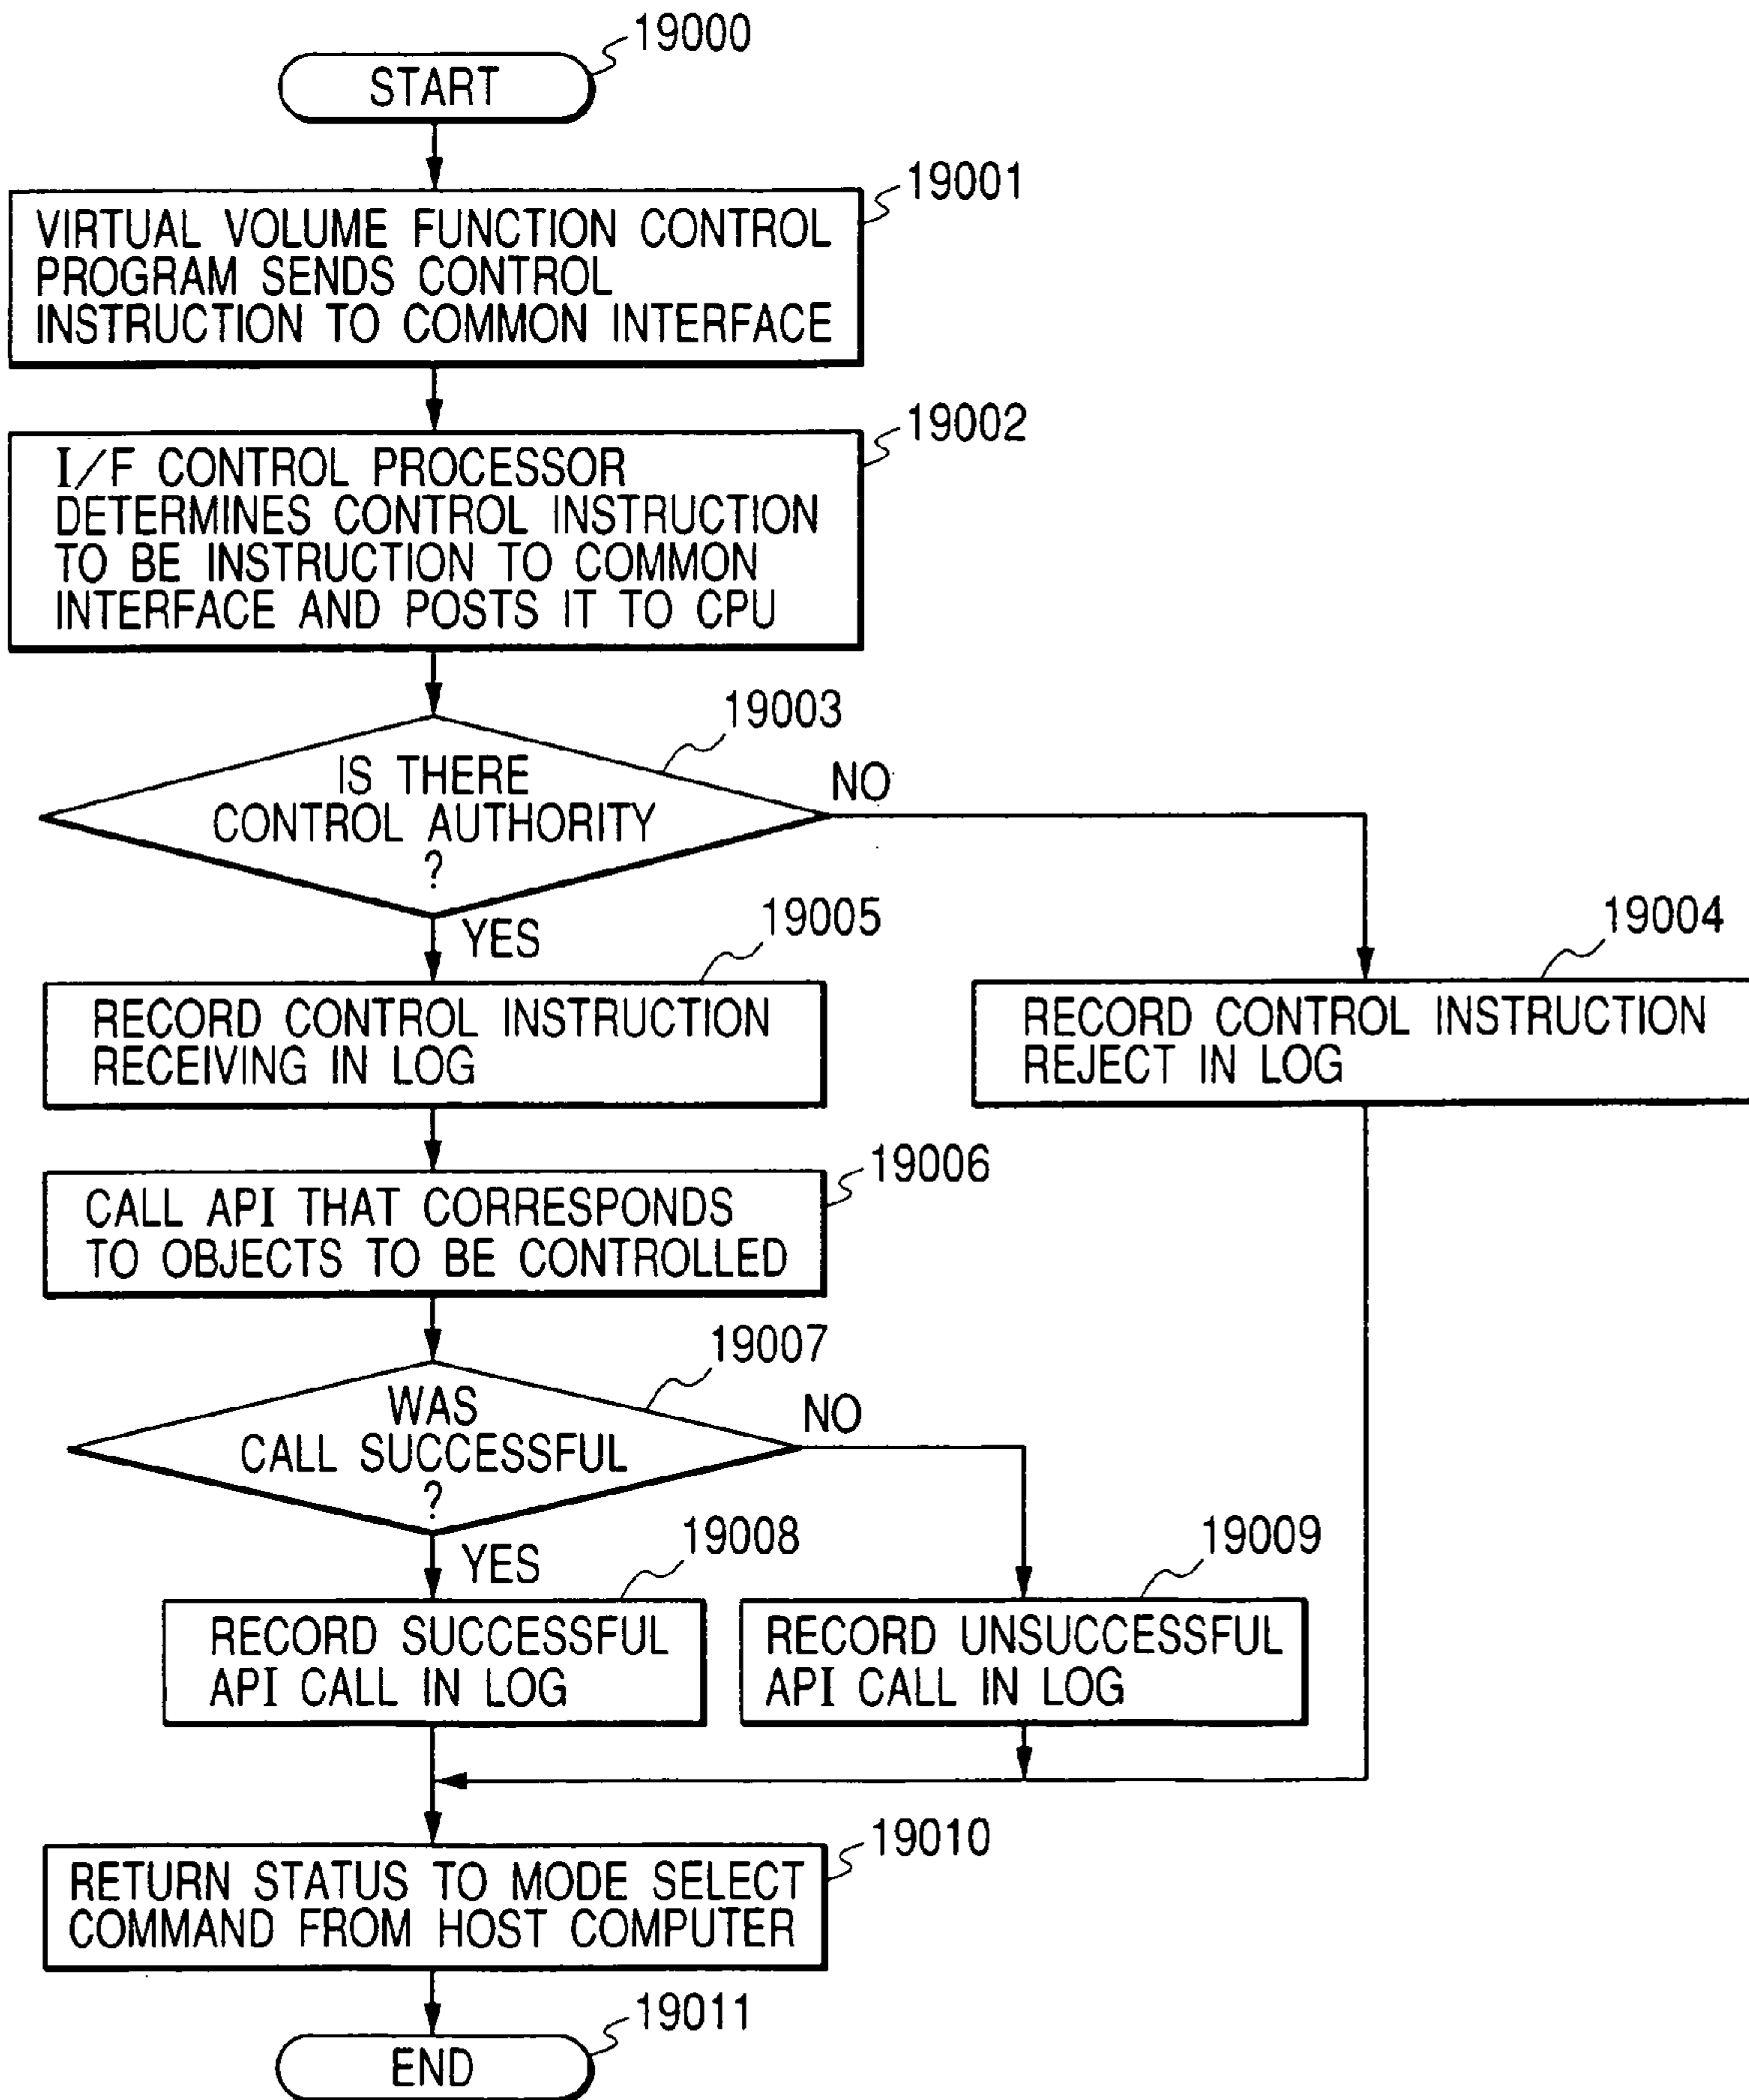 19000
START
19001
VIRTUAL VOLUME FUNCTION CONTROL
PROGRAM SENDS CONTROL
INSTRUCTION TO COMMON INTERFACE
19002
I/F CONTROL PROCESSOR
DETERMINES CONTROL INSTRUCTION
TO BE INSTRUCTION TO COMMON
INTERFACE AND POSTS IT TO CPU
19003
IS THERE
CONTROL AUTHORITY
?
NO
YES
19005
RECORD CONTROL INSTRUCTION
RECEIVING IN LOG
19004
RECORD CONTROL INSTRUCTION
REJECT IN LOG
19006
CALL API THAT CORRESPONDS
TO OBJECTS TO BE CONTROLLED
19007
WAS
CALL SUCCESSFUL
?
NO
YES
19008
RECORD SUCCESSFUL
API CALL IN LOG
19009
RECORD UNSUCCESSFUL
API CALL IN LOG
19010
RETURN STATUS TO MODE SELECT
COMMAND FROM HOST COMPUTER
19011
END